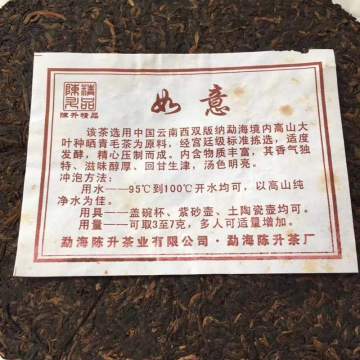 陈升精品
陈升精品
如意
该茶选用中国云南西双版纳勐海境内高山大
叶种晒青毛茶为原料，经宫廷级标准拣选，适度
发酵，精心压制而成。内含物质丰富，其香气独
特、滋味醇厚、回甘生津、汤色明亮。
冲泡方法：
用水——95℃到100℃开水均可，以高山纯
净水为佳。
用具——盖碗杯、紫砂壶、土陶瓷壶均可。
用量——可取3至7克，多人可适量增加。
勐海陈升茶业有限公司·勐海陈升茶厂